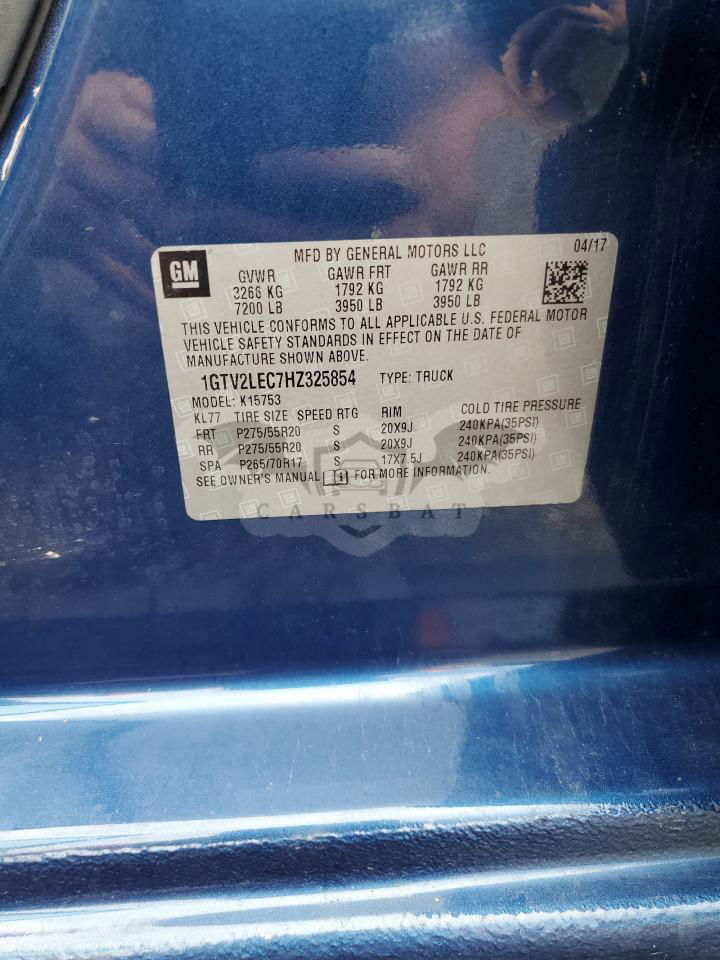 GM
MFD BY GENERAL MOTORS LLC 04/17
GVWR GAWR FRT GAWR RR
3266 KG 1792 KG 1792 KG
7200 LB 3950 LB 3950 LB
THIS VEHICLE CONFORMS TO ALL APPLICABLE U.S. FEDERAL MOTOR
VEHICLE SAFETY STANDARDS IN EFFECT ON THE DATE OF
MANUFACTURE SHOWN ABOVE.
1GTV2LEC7HZ325854 TYPE: TRUCK
MODEL: K15753
KL77 TIRE SIZE SPEED RTG RIM COLD TIRE PRESSURE
FRT P275/55R20 S 20X9J 240KPA(35PSI)
RR P275/55R20 S 20X9J 240KPA(35PSI)
SPA P265/70R17 S 17X7.5J 240KPA(35PSI)
SEE OWNER'S MANUAL i FOR MORE INFORMATION.
CARSBAT